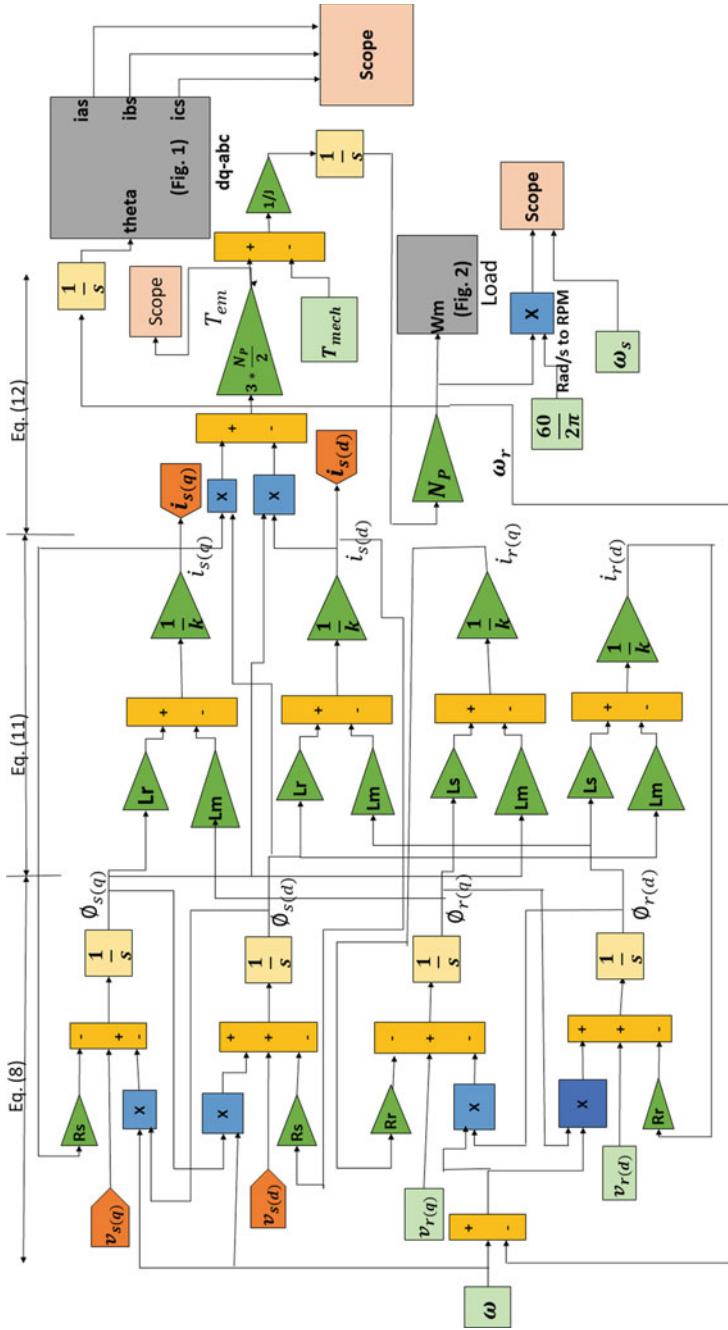 Eq. (8)
Eq. (11)
Eq. (12)
ias
ibs
ics
theta
(Fig. 1)
dq-abc
Scope
1/s
Scope
T_em
1/J
1/s
+
-
3 * N_P/2
T_mech
+
-
X
X
i_s(q)
i_s(d)
Wm
(Fig. 2)
Load
Scope
X
Rad/s to RPM
60/2π
ω_s
N_P
ω_r
v_s(q)
Rs
X
-
+
-
1/s
Ø_s(q)
Lr
Lm
+
-
1/k
i_s(q)
v_s(d)
X
Rs
+
+
-
1/s
Ø_s(d)
Lr
Lm
+
-
1/k
i_s(d)
v_r(q)
Rr
X
-
+
-
1/s
Ø_r(q)
Ls
Lm
+
-
1/k
i_r(q)
ω
+
-
v_r(d)
X
Rr
+
+
-
1/s
Ø_r(d)
Ls
Lm
+
-
1/k
i_r(d)